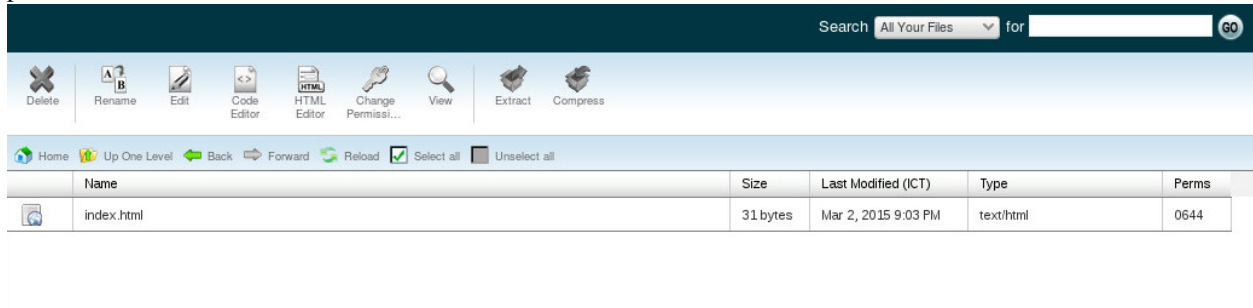 Search All Your Files for GO
Delete Rename Edit Code Editor HTML Editor Change Permissi... View Extract Compress
Home Up One Level Back Forward Reload Select all Unselect all
Name Size Last Modified (ICT) Type Perms
index.html 31 bytes Mar 2, 2015 9:03 PM text/html 0644